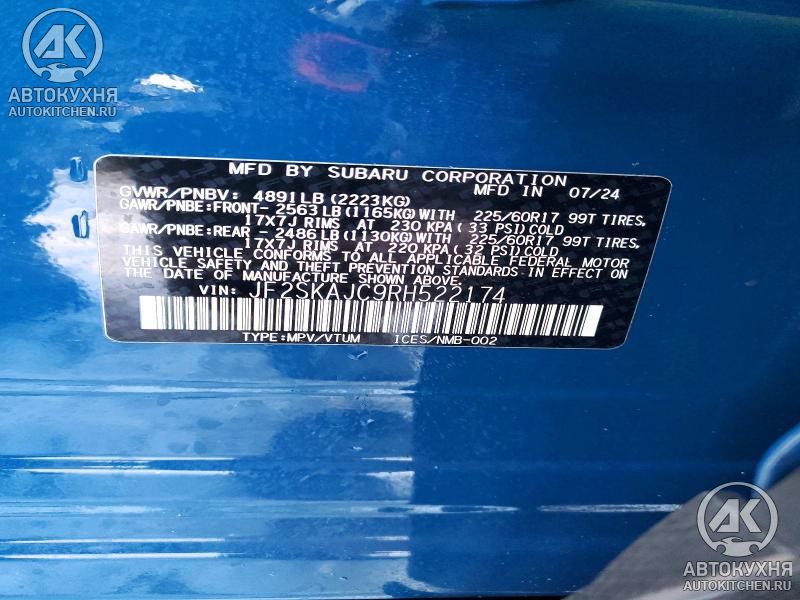 АК
АВТОКУХНЯ
AUTOKITCHEN.RU
MFD BY SUBARU CORPORATION
GVWR/PNBV: 4891LB(2223KG) MFD IN 07/24
GAWR/PNBE:FRONT- 2563LB(1165KG)WITH 225/60R17 99T TIRES,
17X7J RIMS AT 230 KPA( 33 PSI)COLD
GAWR/PNBE:REAR - 2486LB(1130KG)WITH 225/60R17 99T TIRES,
17X7J RIMS AT 220 KPA( 32 PSI)COLD
THIS VEHICLE CONFORMS TO ALL APPLICABLE FEDERAL MOTOR
VEHICLE SAFETY AND BUMPER STANDARDS IN EFFECT ON
THE DATE OF MANUFACTURE SHOWN ABOVE.
VIN: JF2SKAJC9RH522174
TYPE:MPV/VTUM ICES/NMB-002
АК
АВТОКУХНЯ
AUTOKITCHEN.RU